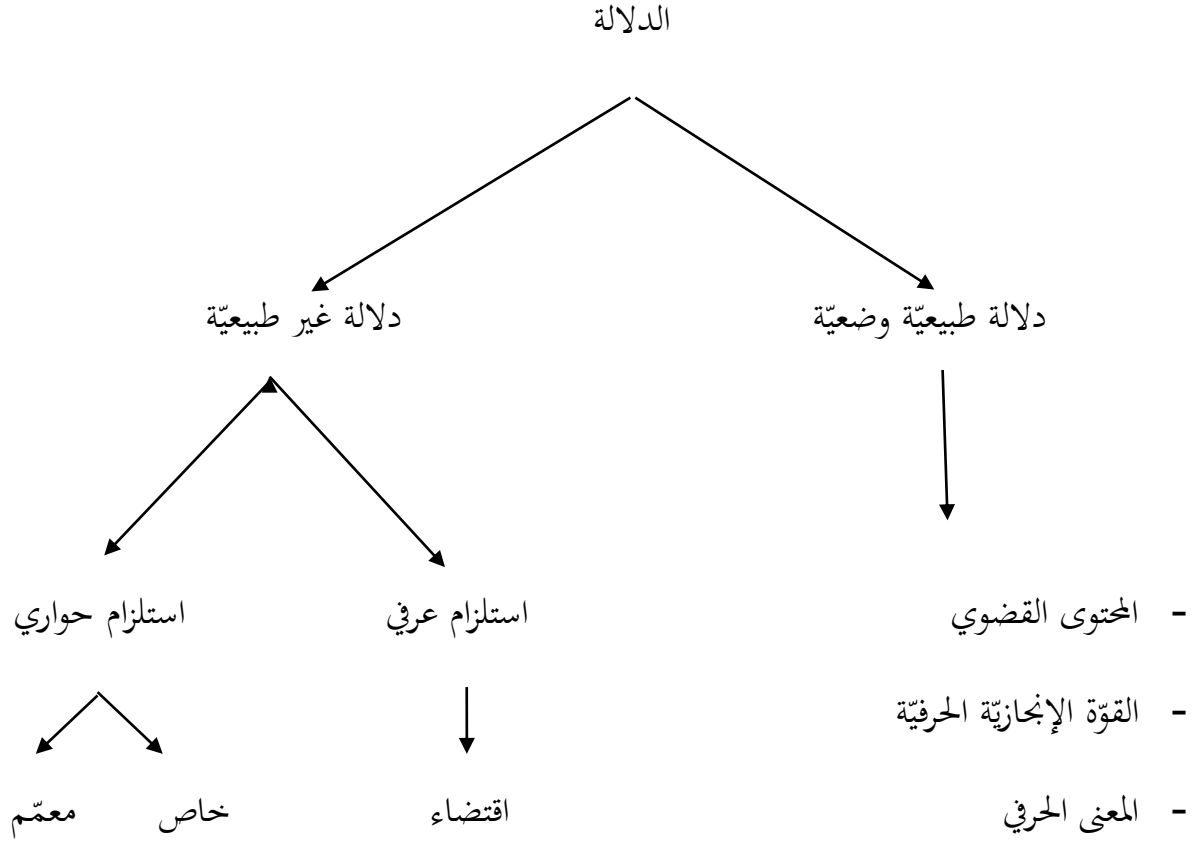 الدلالة
دلالة طبيعيّة وضعيّة
دلالة غير طبيعيّة
- المحتوى القضوي
استلزام عرفي
استلزام حواري
- القوّة الإنجازيّة الحرفيّة
- المعنى الحرفي
اقتضاء
خاص
معمّم